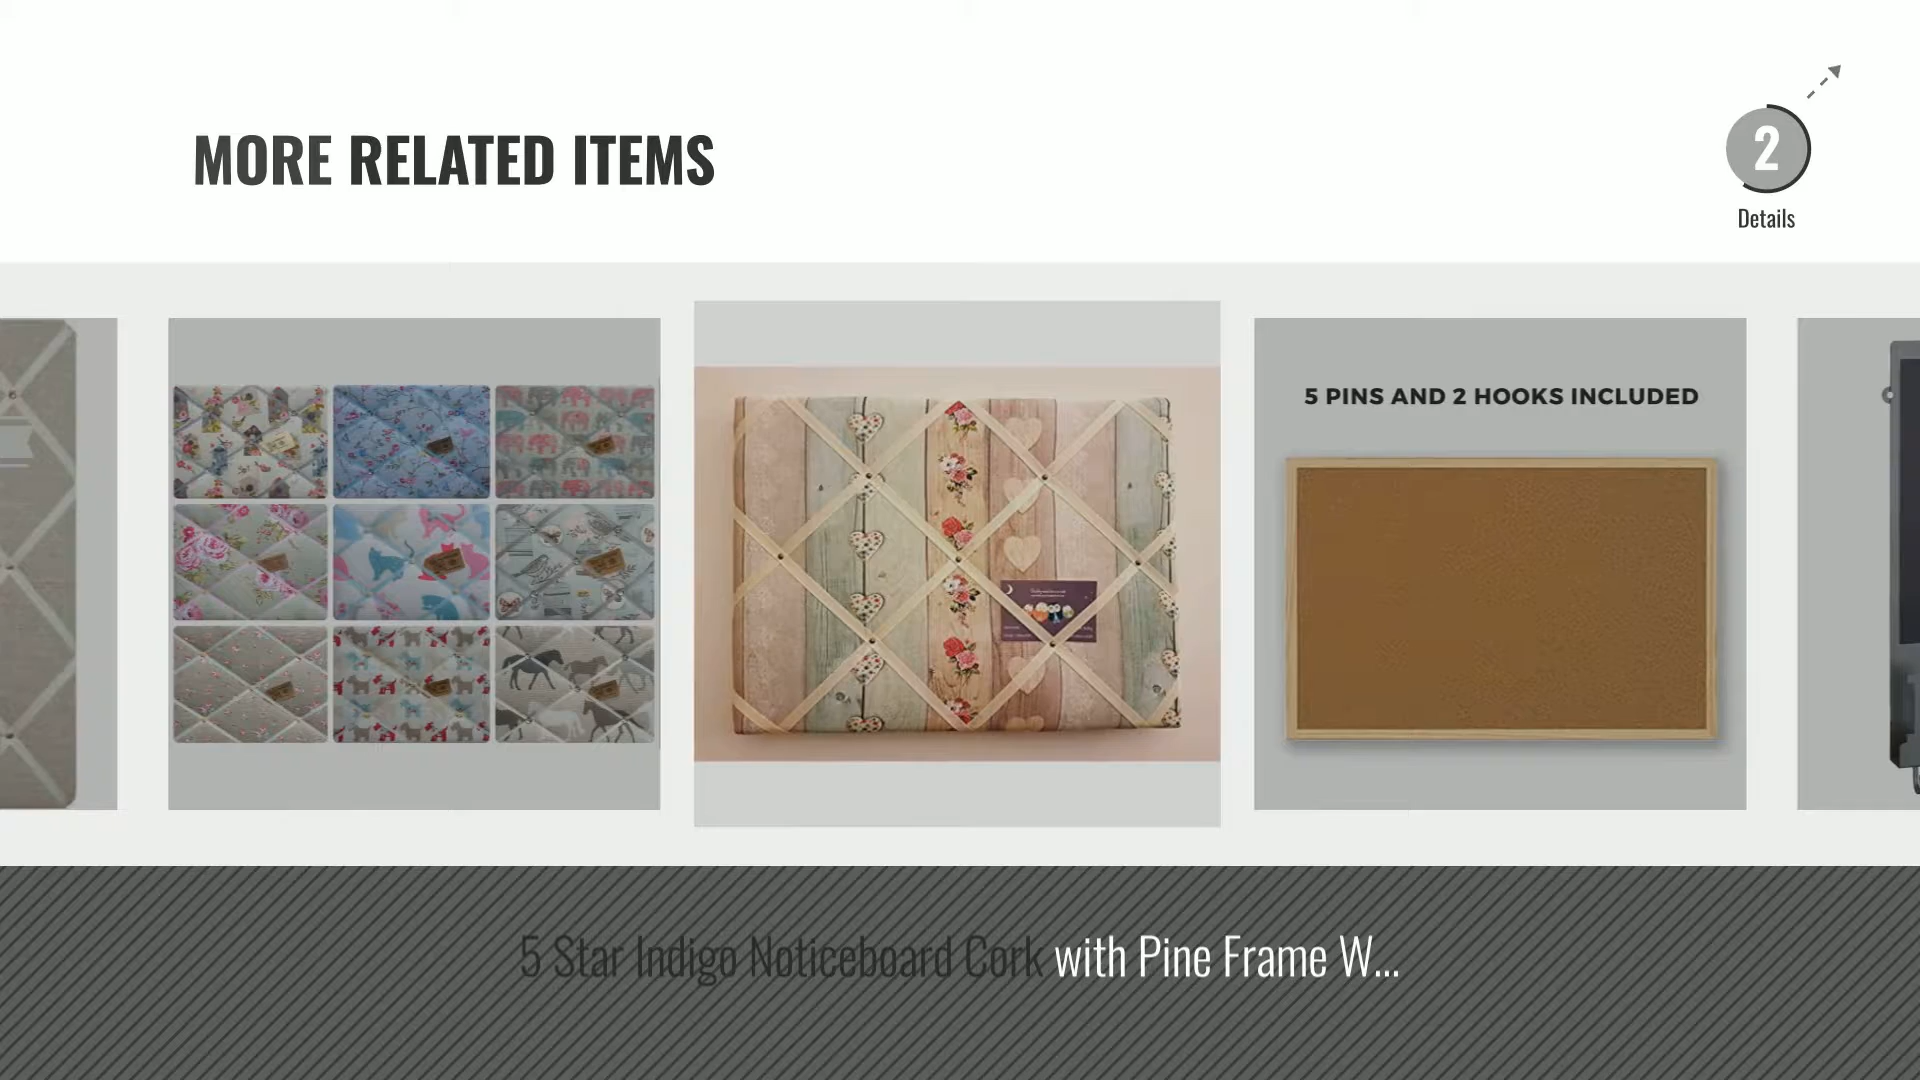 MORE RELATED ITEMS
2
Details
5 PINS AND 2 HOOKS INCLUDED
5 Star Indigo Noticeboard Cork with Pine Frame W...